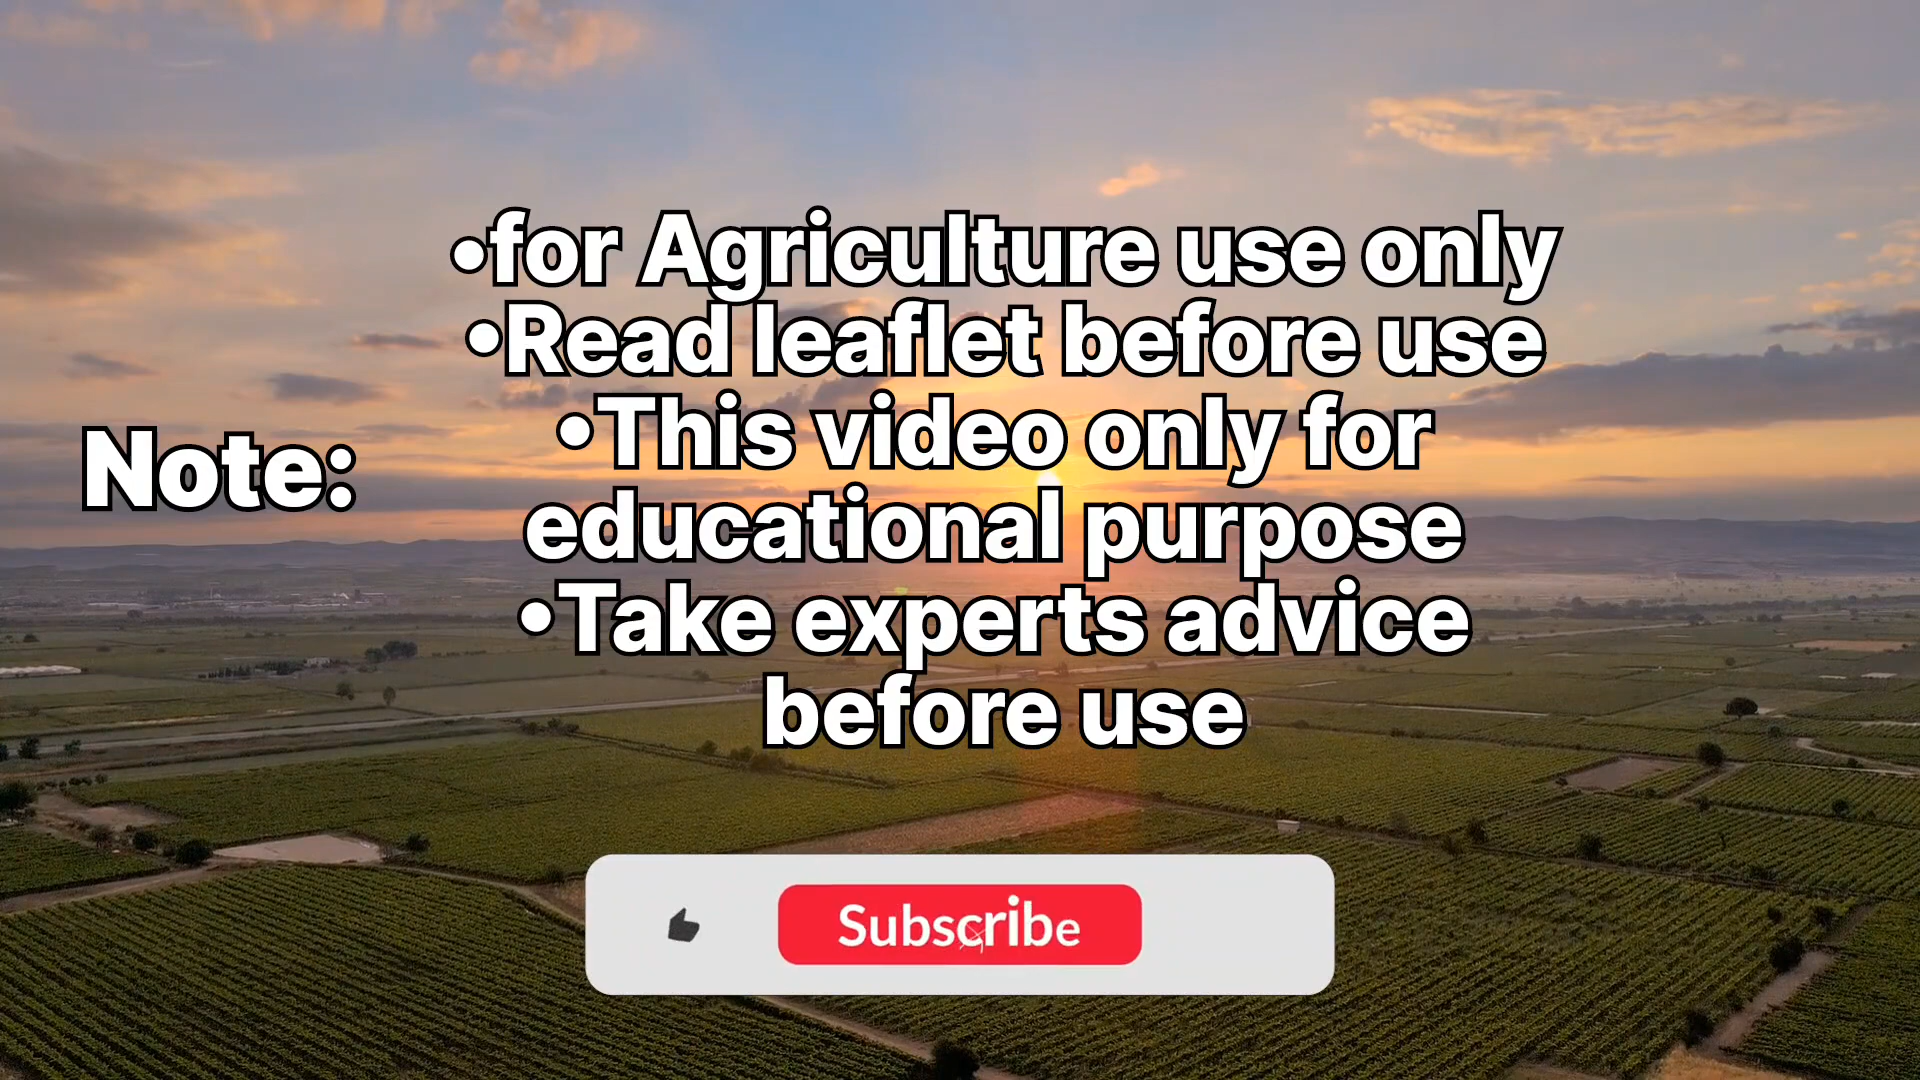 Note:
•for Agriculture use only
•Read leaflet before use
•This video only for
educational purpose
•Take experts advice
before use
Subscribe